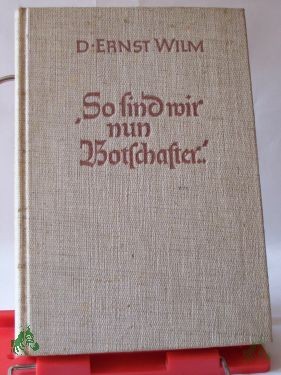 D. ERNST WILM
„So sind wir
nun
Botschafter.“